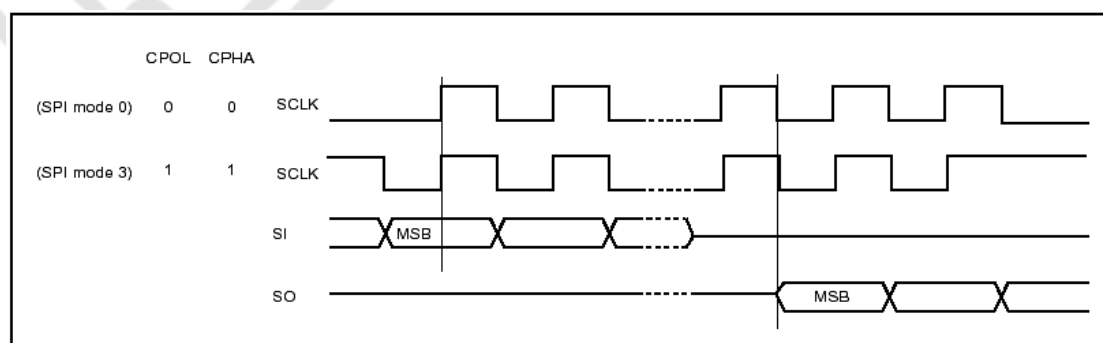 CPOL CPHA
(SPI mode 0) 0 0 SCLK
(SPI mode 3) 1 1 SCLK
SI MSB
SO MSB